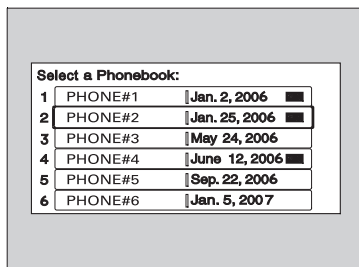 Select a Phonebook:
1 PHONE#1 Jan. 2, 2006
2 PHONE#2 Jan. 25, 2006
3 PHONE#3 May 24, 2006
4 PHONE#4 June 12, 2006
5 PHONE#5 Sep. 22, 2006
6 PHONE#6 Jan. 5, 2007